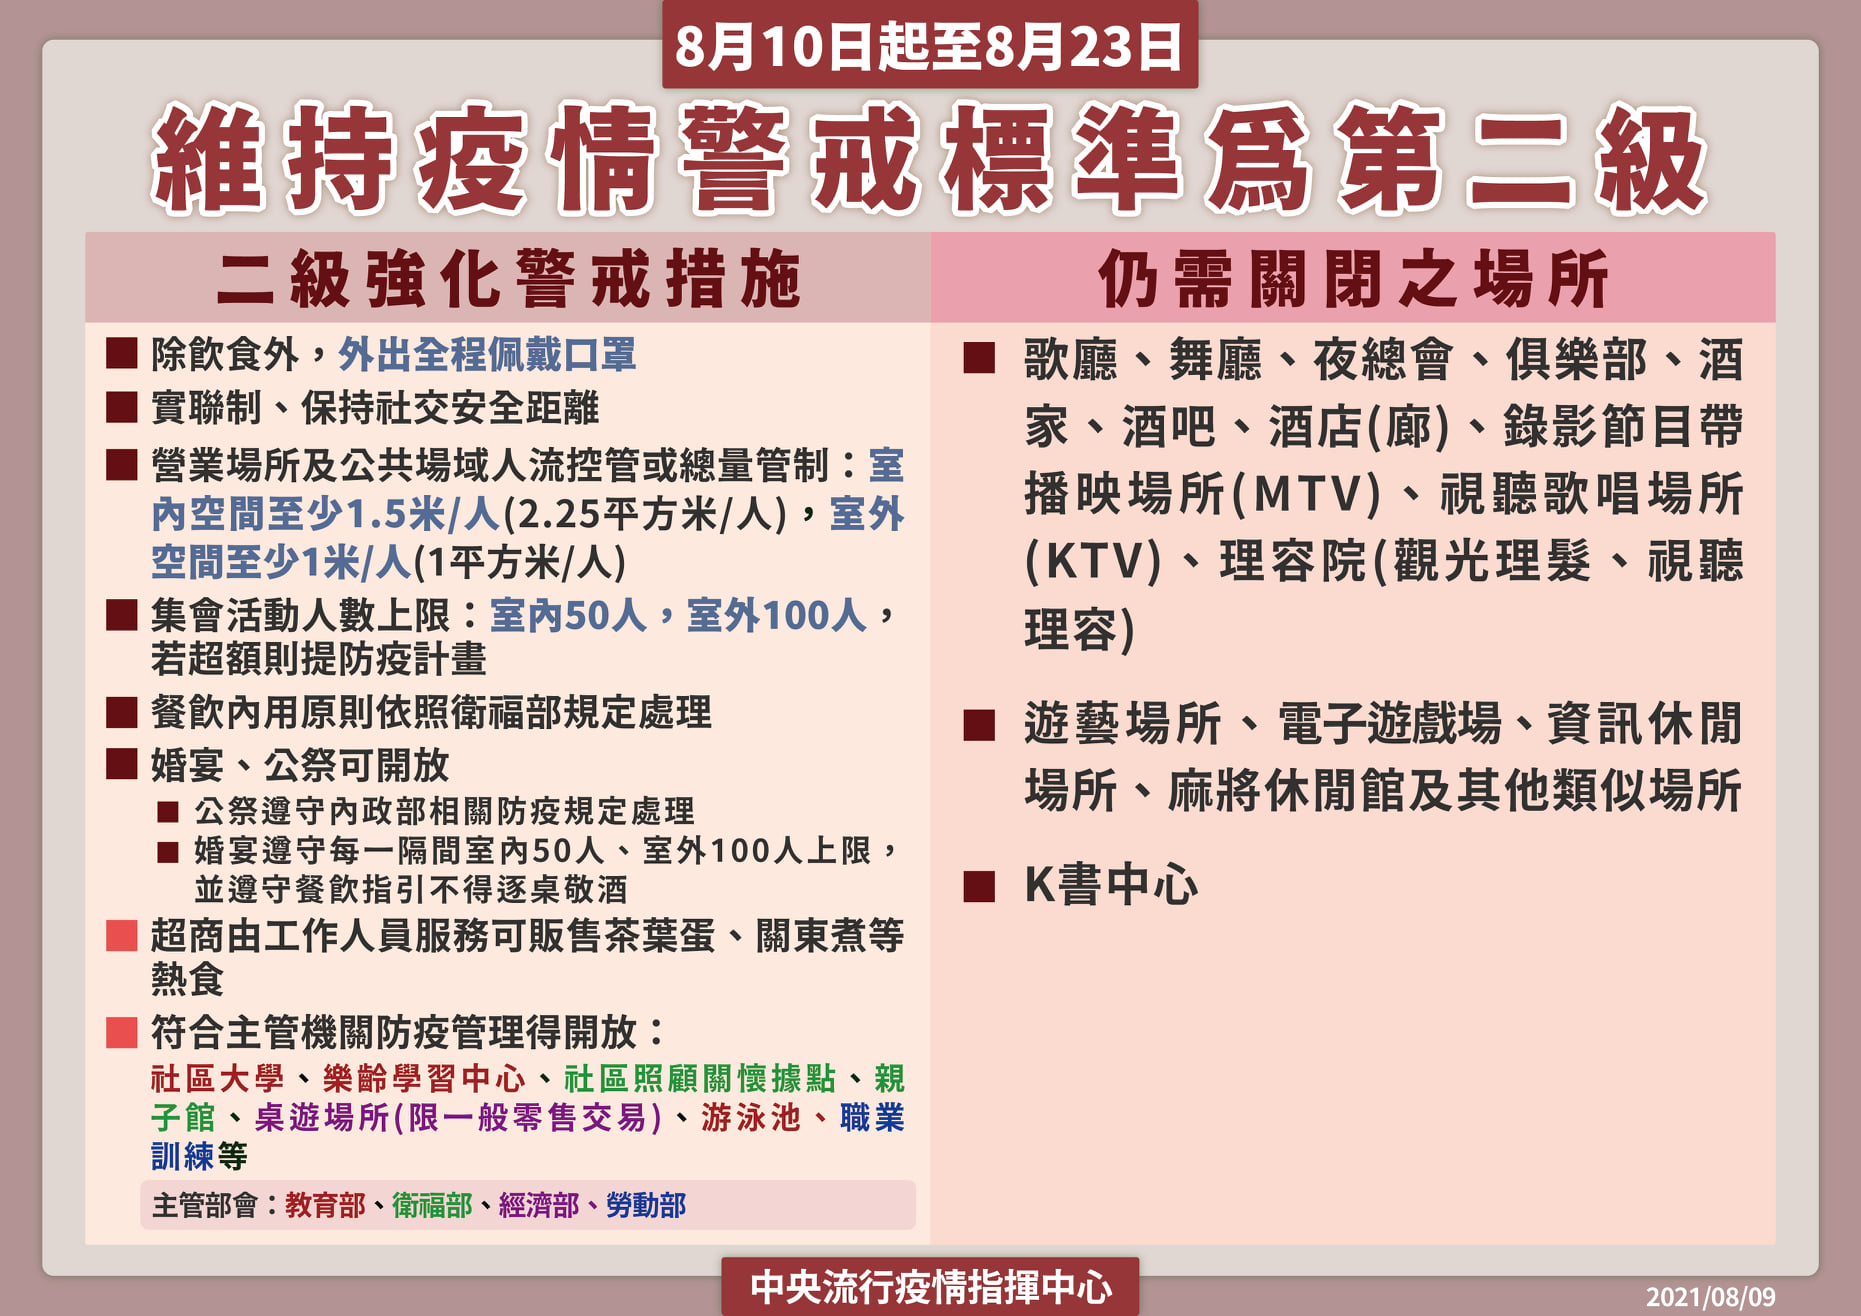 8月10日起至8月23日
維持疫情警戒標準為第二級
二級強化警戒措施
■ 除飲食外，外出全程佩戴口罩
■ 實聯制、保持社交安全距離
■ 營業場所及公共場域人流控管或總量管制：室
內空間至少1.5米/人(2.25平方米/人)，室外
空間至少1米/人(1平方米/人)
■ 集會活動人數上限：室內50人，室外100人，
若超額則提防疫計畫
■ 餐飲內用原則依照衛福部規定處理
■ 婚宴、公祭可開放
■ 公祭遵守內政部相關防疫規定處理
■ 婚宴遵守每一隔間室內50人、室外100人上限，
並遵守餐飲指引不得逐桌敬酒
■ 超商由工作人員服務可販售茶葉蛋、關東煮等
熱食
■ 符合主管機關防疫管理得開放：
社區大學、樂齡學習中心、社區照顧關懷據點、親
子館、桌遊場所(限一般零售交易)、游泳池、職業
訓練等
主管部會：教育部、衛福部、經濟部、勞動部
仍需關閉之場所
■ 歌廳、舞廳、夜總會、俱樂部、酒
家、酒吧、酒店(廊)、錄影節目帶
播映場所(MTV)、視聽歌唱場所
(KTV)、理容院(觀光理髮、視聽
理容)
■ 遊藝場所、電子遊戲場、資訊休閒
場所、麻將休閒館及其他類似場所
■ K書中心
中央流行疫情指揮中心
2021/08/09